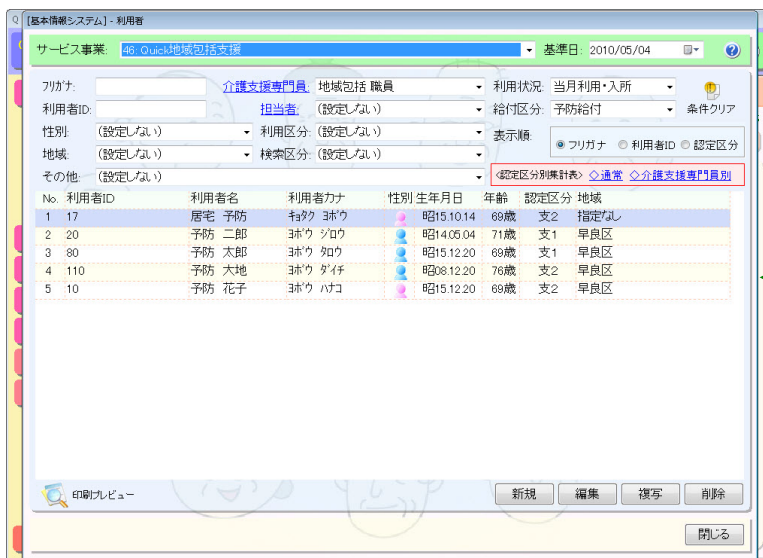 [基本情報システム] - 利用者
サービス事業: 46: Quick地域包括支援 基準日: 2010/05/04
フリガナ: 介護支援専門員: 地域包括 職員 利用状況: 当月利用・入所
利用者ID: 担当者: (設定しない) 給付区分: 予防給付 条件クリア
性別: (設定しない) 利用区分: (設定しない) 表示順: フリガナ 利用者ID 認定区分
地域: (設定しない) 検索区分: (設定しない)
その他: (設定しない) <認定区分別集計表> ◇通常 ◇介護支援専門員別
No. 利用者ID 利用者名 利用者カナ 性別 生年月日 年齢 認定区分 地域
1 17 居宅 予防 キョタク ヨボウ 昭15.10.14 69歳 支2 指定なし
2 20 予防 二郎 ヨボウ ジロウ 昭14.05.04 71歳 支1 早良区
3 80 予防 太郎 ヨボウ タロウ 昭15.12.20 69歳 支1 早良区
4 110 予防 大地 ヨボウ ダイチ 昭08.12.20 76歳 支2 早良区
5 10 予防 花子 ヨボウ ハナコ 昭15.12.20 69歳 支2 早良区
印刷プレビュー 新規 編集 複写 削除
閉じる